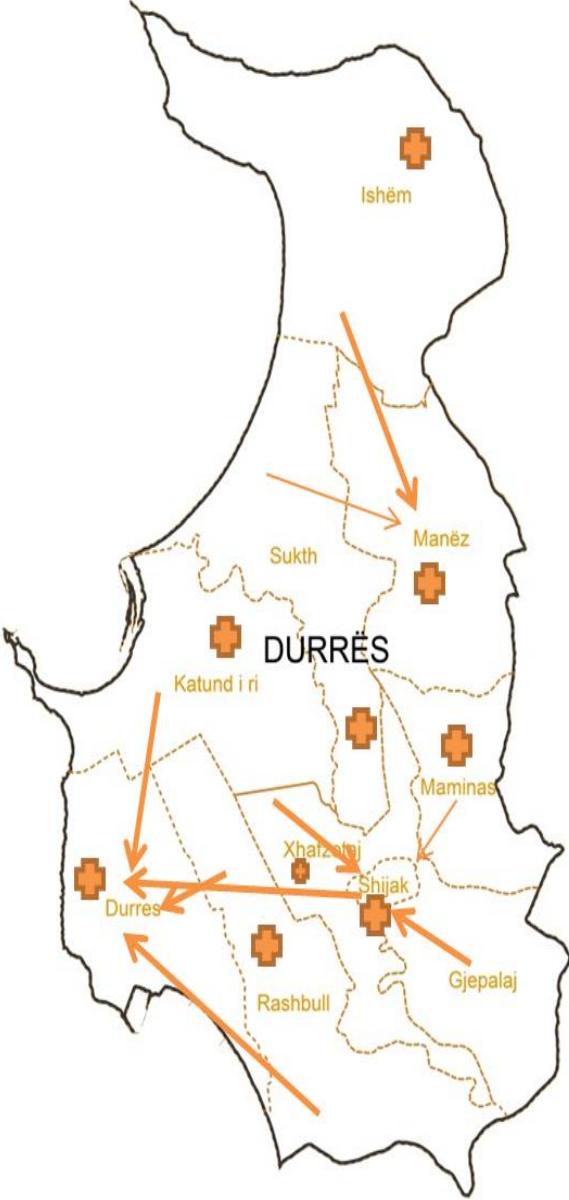 Ishëm
Manëz
Sukth
DURRËS
Katund i ri
Maminas
Xhafzotaj
Shijak
Durres
Gjepalaj
Rashbull